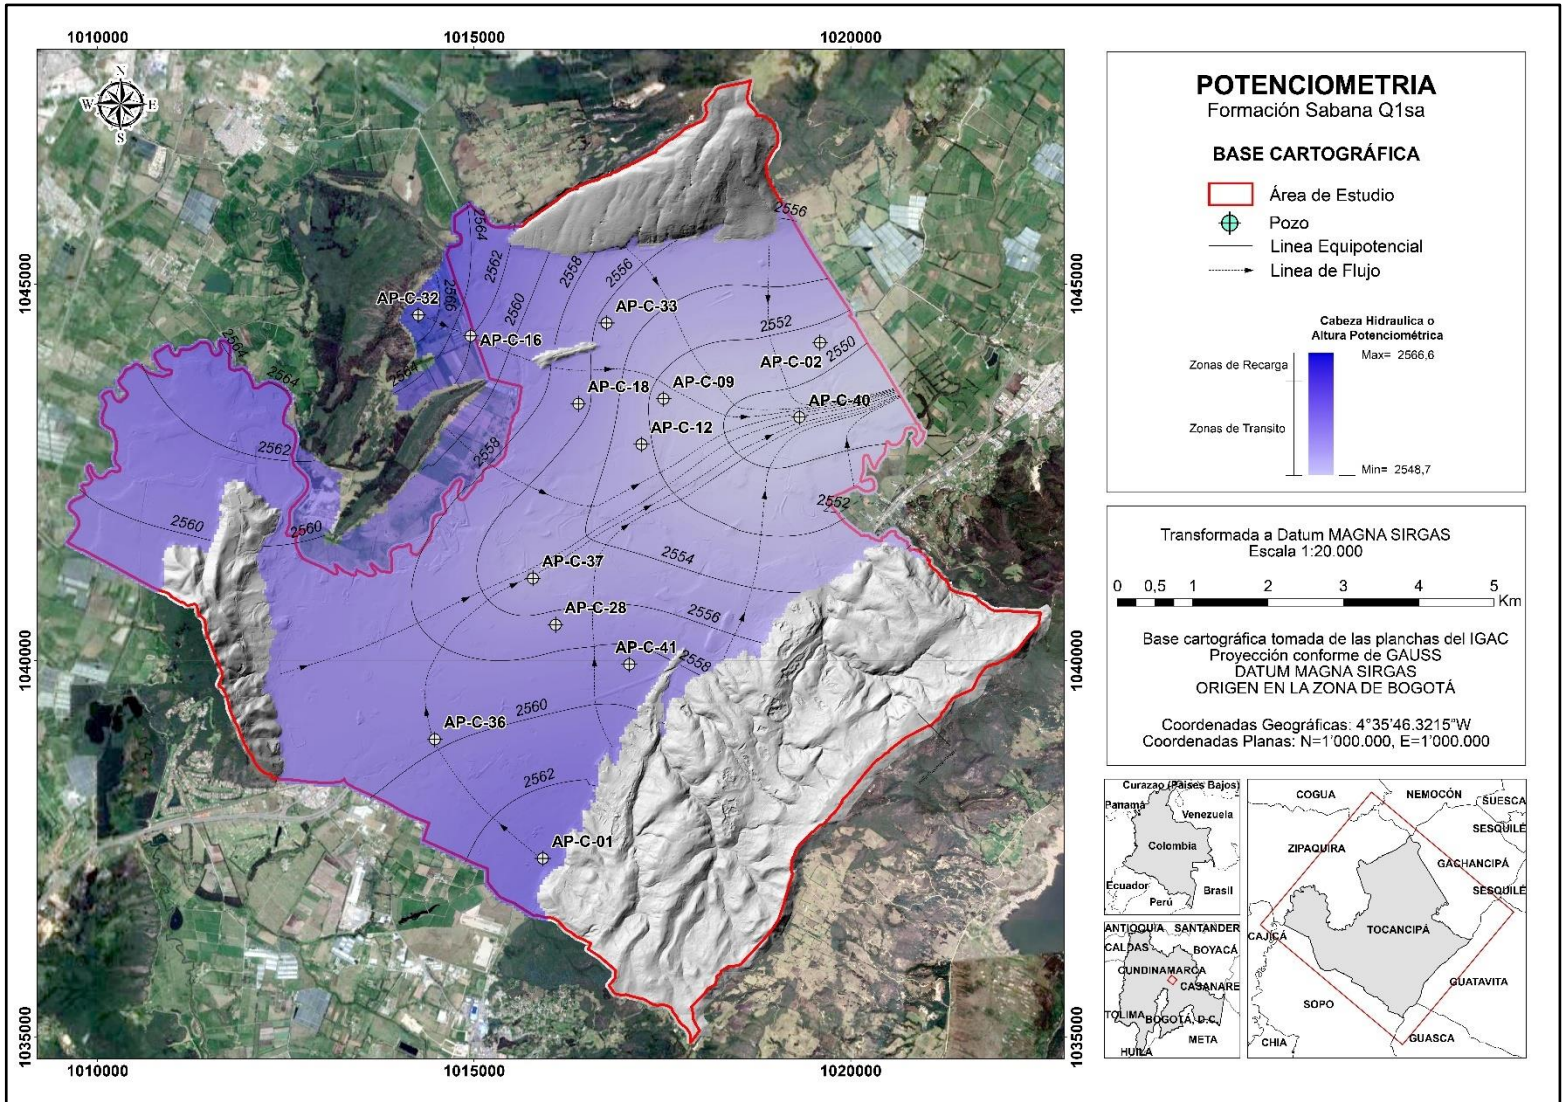 1010000
1015000
1020000
N
W
E
S
1045000
1040000
1035000
1045000
1040000
1035000
2556
2564
2562
2558
2556
2560
AP-C-32
2566
AP-C-33
AP-C-16
2552
AP-C-02
2550
2564
2564
2564
AP-C-18
AP-C-09
AP-C-40
AP-C-12
2562
2558
2560
2560
2552
2554
AP-C-37
AP-C-28
2556
AP-C-41
2558
2560
AP-C-36
2562
AP-C-01
1010000
1015000
1020000
POTENCIOMETRIA
Formación Sabana Q1sa
BASE CARTOGRÁFICA
Área de Estudio
Pozo
Linea Equipotencial
Linea de Flujo
Cabeza Hidraulica o
Altura Potenciométrica
Zonas de Recarga
Max= 2566,6
Zonas de Transito
Min= 2548,7
Transformada a Datum MAGNA SIRGAS
Escala 1:20.000
0 0,5 1 2 3 4 5
Km
Base cartográfica tomada de las planchas del IGAC
Proyección conforme de GAUSS
DATUM MAGNA SIRGAS
ORIGEN EN LA ZONA DE BOGOTÁ
Coordenadas Geográficas: 4°35'46.3215"W
Coordenadas Planas: N=1'000.000, E=1'000.000
Curazao (Países Bajos)
Panamá
Venezuela
Colombia
Ecuador
Brasil
Perú
ANTIOQUIA
SANTANDER
CALDAS
BOYACÁ
CUNDINAMARCA
CASANARE
TOLIMA
BOGOTÁ, D.C.
META
HUILA
COGUA
NEMOCÓN
SUESCA
SESQUILÉ
ZIPAQUIRA
GACHANCIPÁ
SESQUILÉ
CAJICÁ
TOCANCIPÁ
GUATAVITA
SOPO
CHIA
GUASCA